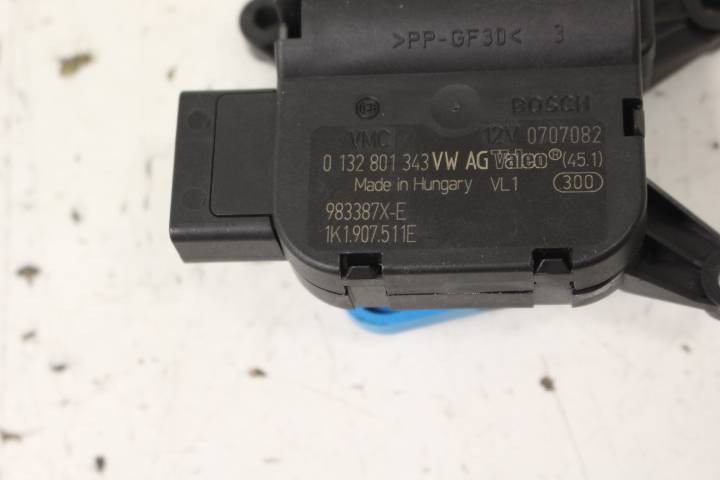 >PP-GF30< 3
BOSCH
VMC 12V 0707082
0 132 801 343 VW AG Valeo® (45.1)
Made in Hungary VL1 300
983387X-E
1K1.907.511E